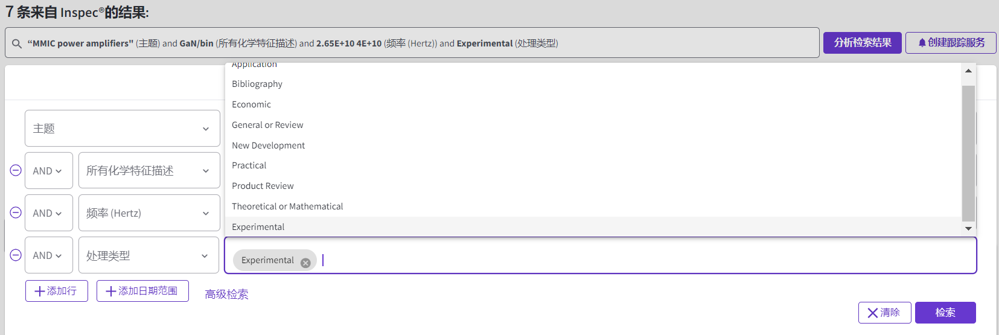 7 条来自 Inspec®的结果:
“MMIC power amplifiers" (主题) and GaN/bin (所有化学特征描述) and 2.65E+10 4E+10 (频率 (Hertz)) and Experimental (处理类型)
分析检索结果
创建跟踪服务
Application
Bibliography
Economic
General or Review
New Development
Practical
Product Review
Theoretical or Mathematical
Experimental
主题
AND 所有化学特征描述
AND 频率 (Hertz)
AND 处理类型 Experimental
添加行 添加日期范围 高级检索
清除 检索